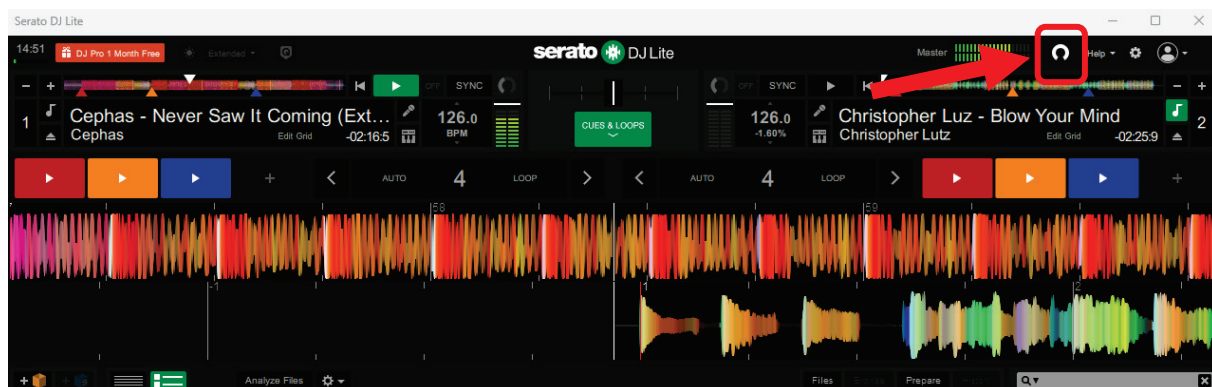 Serato DJ Lite
14:51 DJ Pro 1 Month Free Extended serato DJ Lite Master Help
OFF SYNC OFF SYNC
1 Cephas - Never Saw It Coming (Ext... 126.0 CUES & LOOPS 126.0 Christopher Luz - Blow Your Mind 2
Cephas Edit Grid -02:16:5 BPM -1.60% Christopher Lutz Edit Grid -02:25:9
AUTO 4 LOOP AUTO 4 LOOP
58 59
-1 1 2
Analyze Files Files Prepare